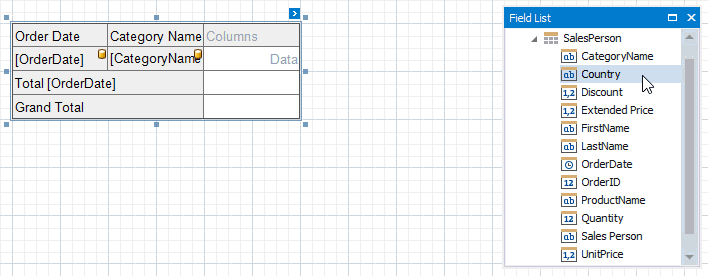 Order Date Category Name Columns
[OrderDate] [CategoryName Data
Total [OrderDate]
Grand Total
Field List
SalesPerson
ab CategoryName
ab Country
1,2 Discount
1,2 Extended Price
ab FirstName
ab LastName
OrderDate
12 OrderID
ab ProductName
12 Quantity
ab Sales Person
1,2 UnitPrice